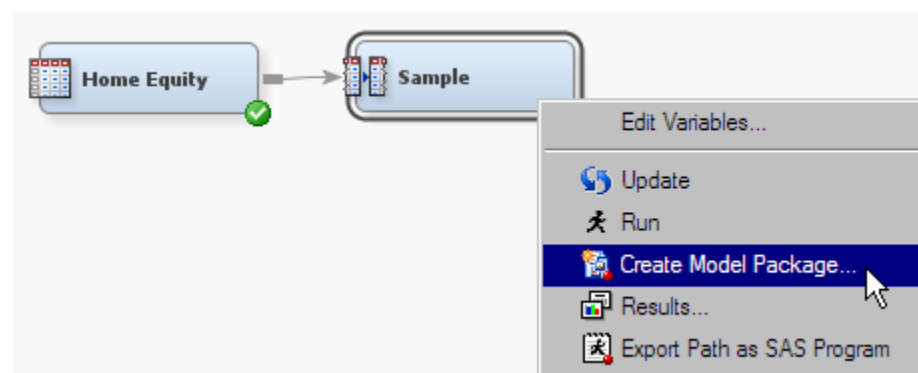 Home Equity
Sample
Edit Variables...
Update
Run
Create Model Package...
Results...
Export Path as SAS Program